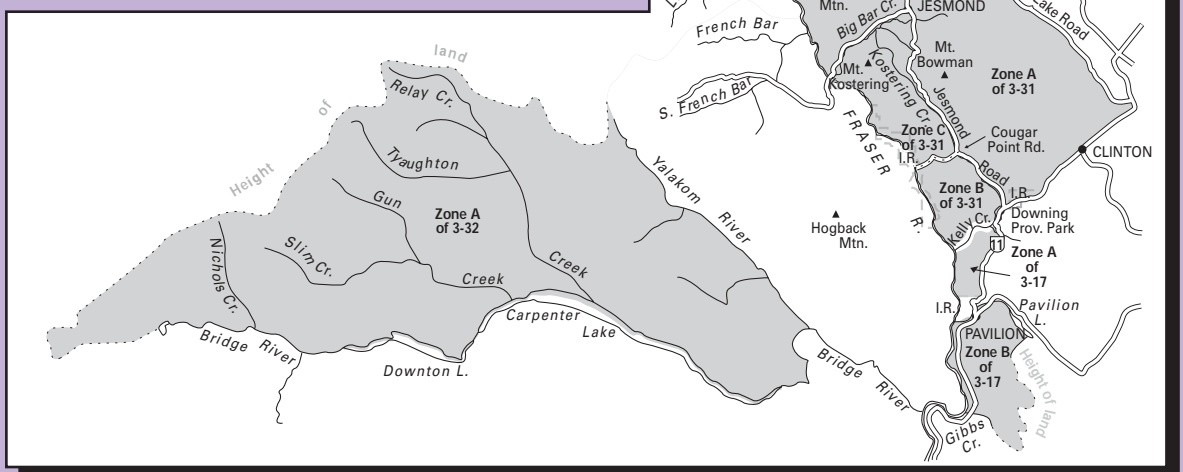 Mtn.
Big Bar Cr.
JESMOND
Lake Road
French Bar
land
Mt.
Bowman
Mt.
Kostering
Kostering Cr.
Zone A
of 3-31
Relay Cr.
S. French Bar
Jesmond
of
FRASER
Zone C
of 3-31
Cougar
Point Rd.
I.R.
CLINTON
Tyaughton
Yalakom
Road
Height
Gun
Zone A
of 3-32
Zone B
of 3-31
I.R.
River
R.
Hogback
Mtn.
Kelly Cr.
Downing
Prov. Park
11
Nichols Cr.
Slim Cr.
Creek
Creek
Zone A
of
3-17
Carpenter
Lake
I.R.
Pavilion
L.
Bridge River
PAVILION
Zone B
of
3-17
Downton L.
Bridge River
Height of land
Gibbs
Cr.